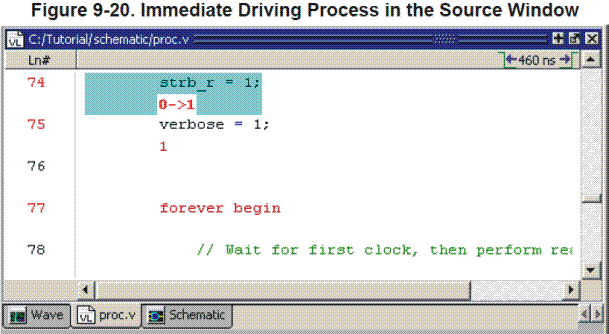 Figure 9-20. Immediate Driving Process in the Source Window
C:/Tutorial/schematic/proc.v
Ln#
460 ns
74 strb_r = 1;
0->1
75 verbose = 1;
1
76
77 forever begin
78 // Wait for first clock, then perform
Wave proc.v Schematic